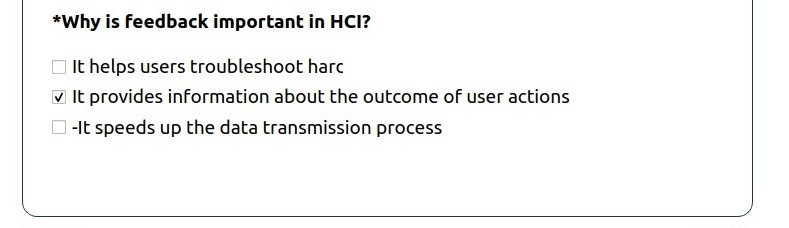 *Why is feedback important in HCI?
It helps users troubleshoot
It provides information about the outcome of user actions
-It speeds up the data transmission process